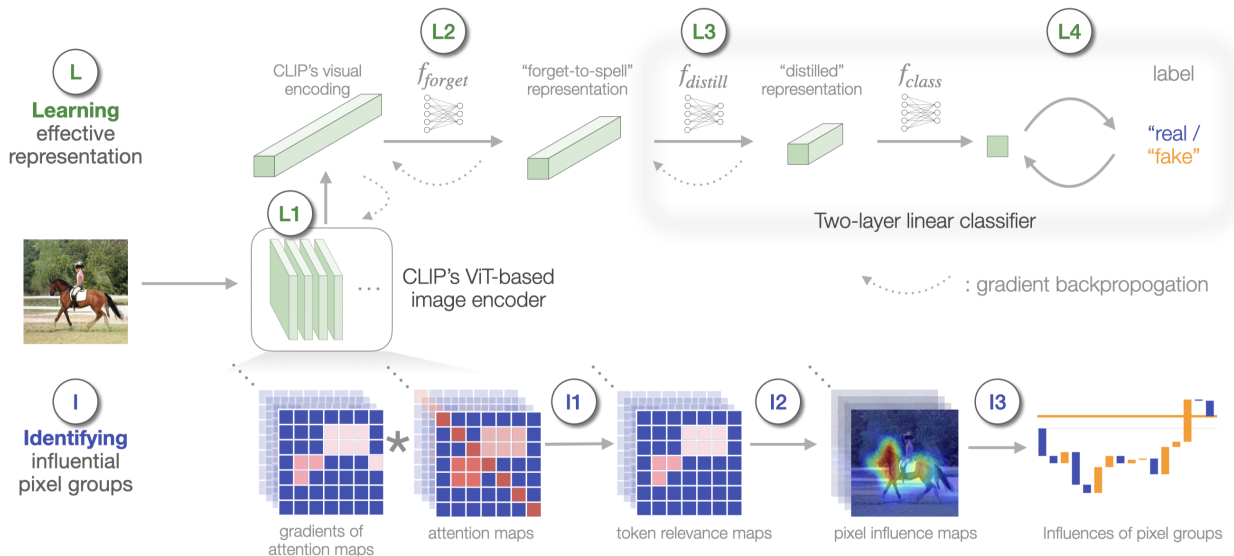 L
Learning
effective
representation
L1
CLIP's visual
encoding
L2
f_forget
"forget-to-spell"
representation
L3
f_distill
"distilled"
representation
f_class
L4
label
"real /
"fake"
Two-layer linear classifier
CLIP's ViT-based
image encoder
...
: gradient backpropogation
I
Identifying
influential
pixel groups
gradients of
attention maps
*
attention maps
I1
token relevance maps
I2
pixel influence maps
I3
Influences of pixel groups